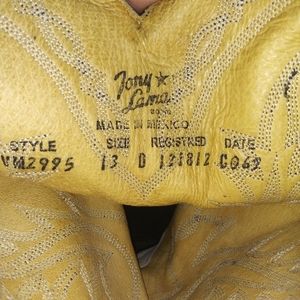 Tony
Lama
MADE IN MEXICO
STYLE SIZE REGISTRED DATE
VM2995 13 D 121812 C062